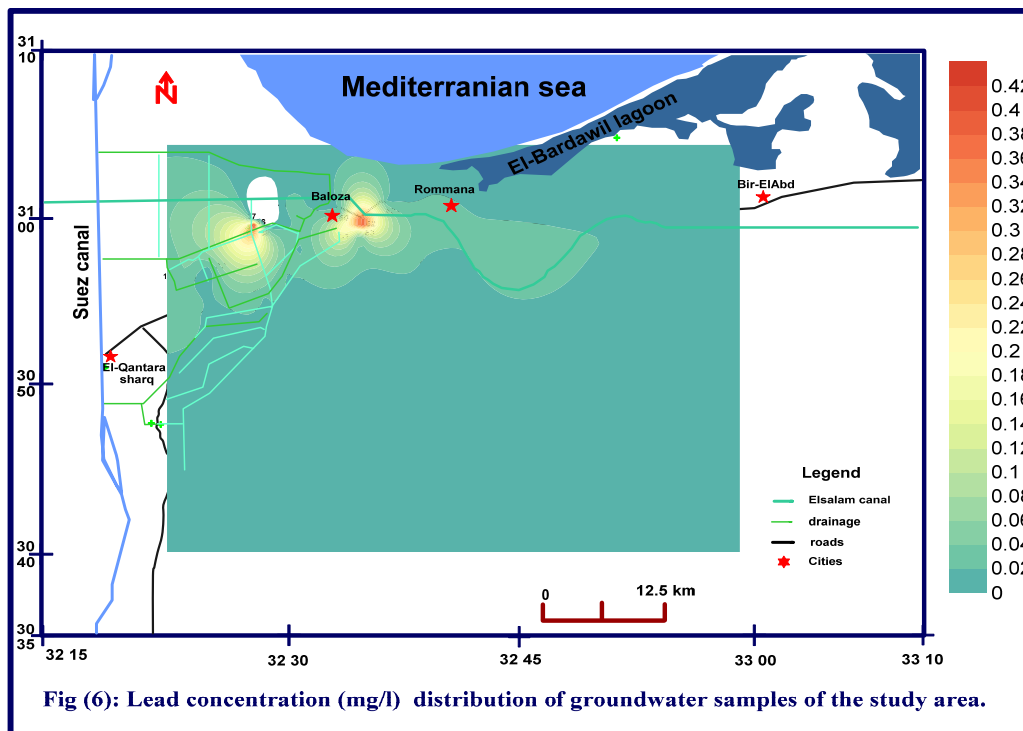 31
10
N
Mediterranian sea
El-Bardawil lagoon
Bir-ElAbd
Rommana
Baloza
31
00
7
6
1
Suez canal
El-Qantara
sharq
30
50
Legend
Elsalam canal
drainage
roads
Cities
30
40
0
12.5 km
30
35
32 15
32 30
32 45
33 00
33 10
0.42
0.4
0.38
0.36
0.34
0.32
0.3
0.28
0.26
0.24
0.22
0.2
0.18
0.16
0.14
0.12
0.1
0.08
0.06
0.04
0.02
0
Fig (6): Lead concentration (mg/l) distribution of groundwater samples of the study area.